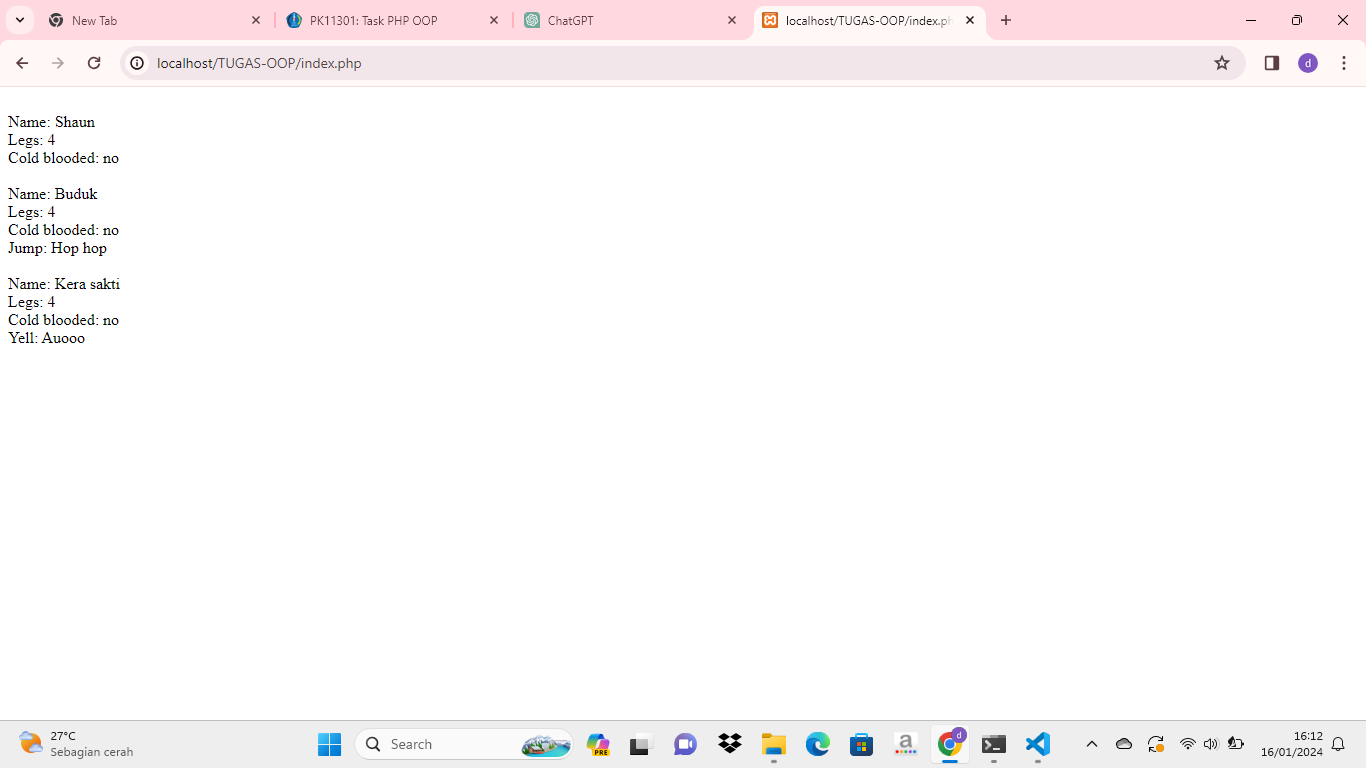 New Tab
PK11301: Task PHP OOP
ChatGPT
localhost/TUGAS-OOP/index.ph
localhost/TUGAS-OOP/index.php
d
Name: Shaun
Legs: 4
Cold blooded: no
Name: Buduk
Legs: 4
Cold blooded: no
Jump: Hop hop
Name: Kera sakti
Legs: 4
Cold blooded: no
Yell: Auooo
27°C
Sebagian cerah
Search
PRE
a
d
16:12
16/01/2024